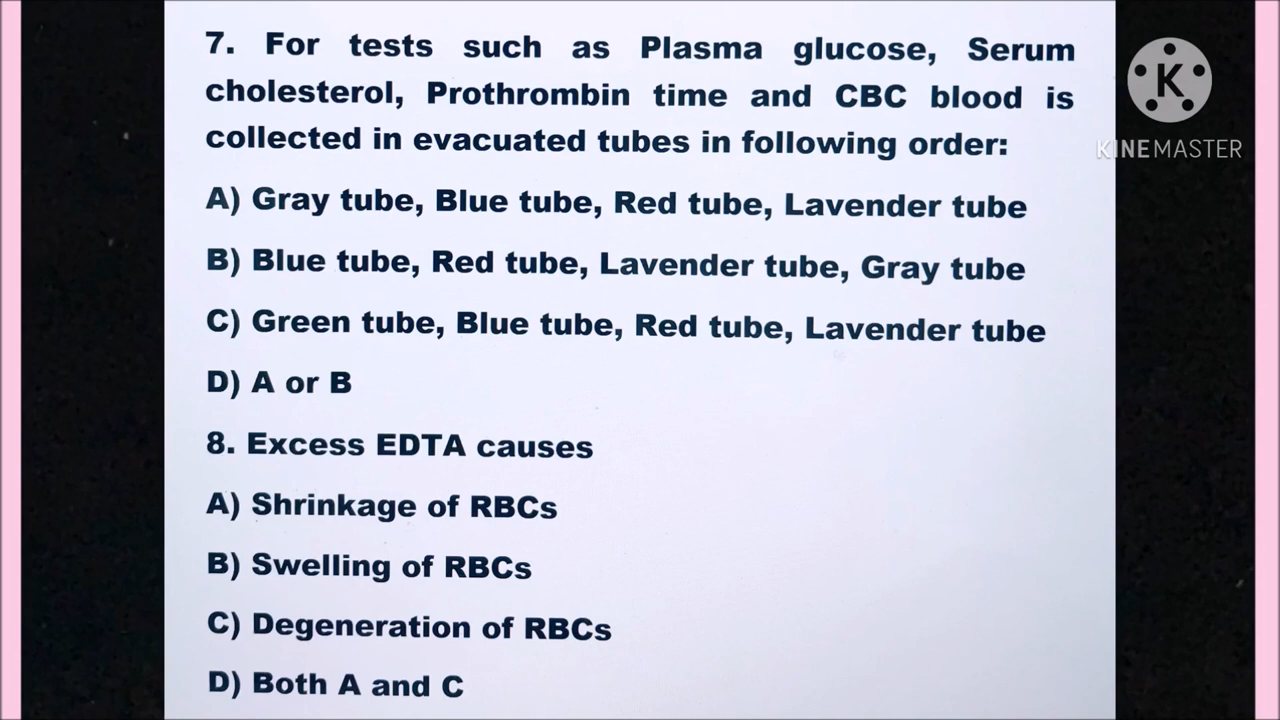 7. For tests such as Plasma glucose, Serum
cholesterol, Prothrombin time and CBC blood is
collected in evacuated tubes in following order:
A) Gray tube, Blue tube, Red tube, Lavender tube
B) Blue tube, Red tube, Lavender tube, Gray tube
C) Green tube, Blue tube, Red tube, Lavender tube
D) A or B
8. Excess EDTA causes
A) Shrinkage of RBCs
B) Swelling of RBCs
C) Degeneration of RBCs
D) Both A and C
K
KINEMASTER